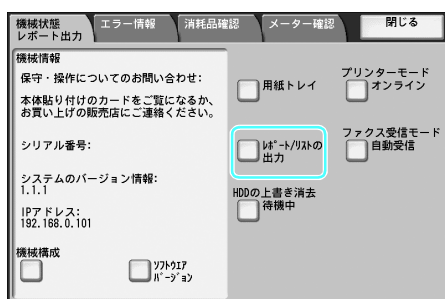 機械状態
レポート出力
エラー情報
消耗品確認
メーター確認
閉じる
機械情報
保守・操作についてのお問い合わせ:
本体貼り付けのカードをご覧になるか、
お買い上げの販売店にご連絡ください。
シリアル番号:
システムのバージョン情報:
1.1.1
IPアドレス:
192.168.0.101
機械構成
ソフトウエア
バージョン
用紙トレイ
プリンターモード
オンライン
レポート/リストの
出力
ファクス受信モード
自動受信
HDDの上書き消去
待機中